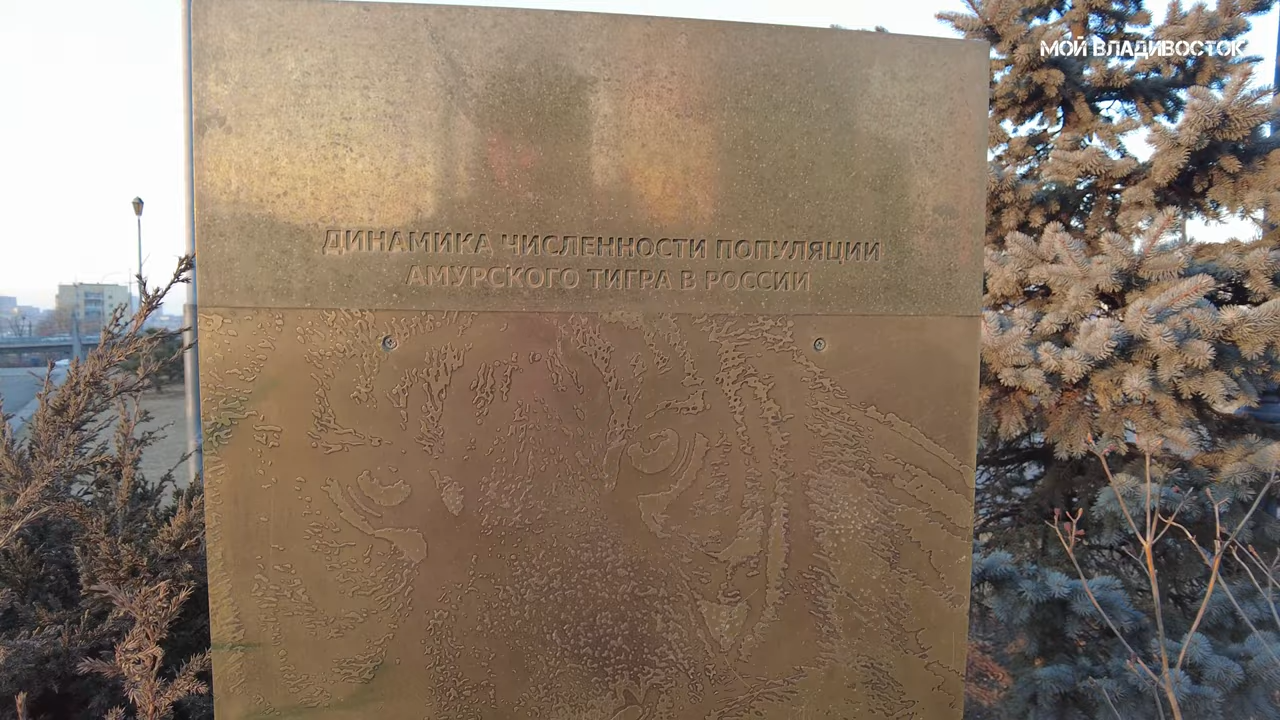 МОЙ ВЛАДИВОСТОК
ДИНАМИКА ЧИСЛЕННОСТИ ПОПУЛЯЦИИ
АМУРСКОГО ТИГРА В РОССИИ